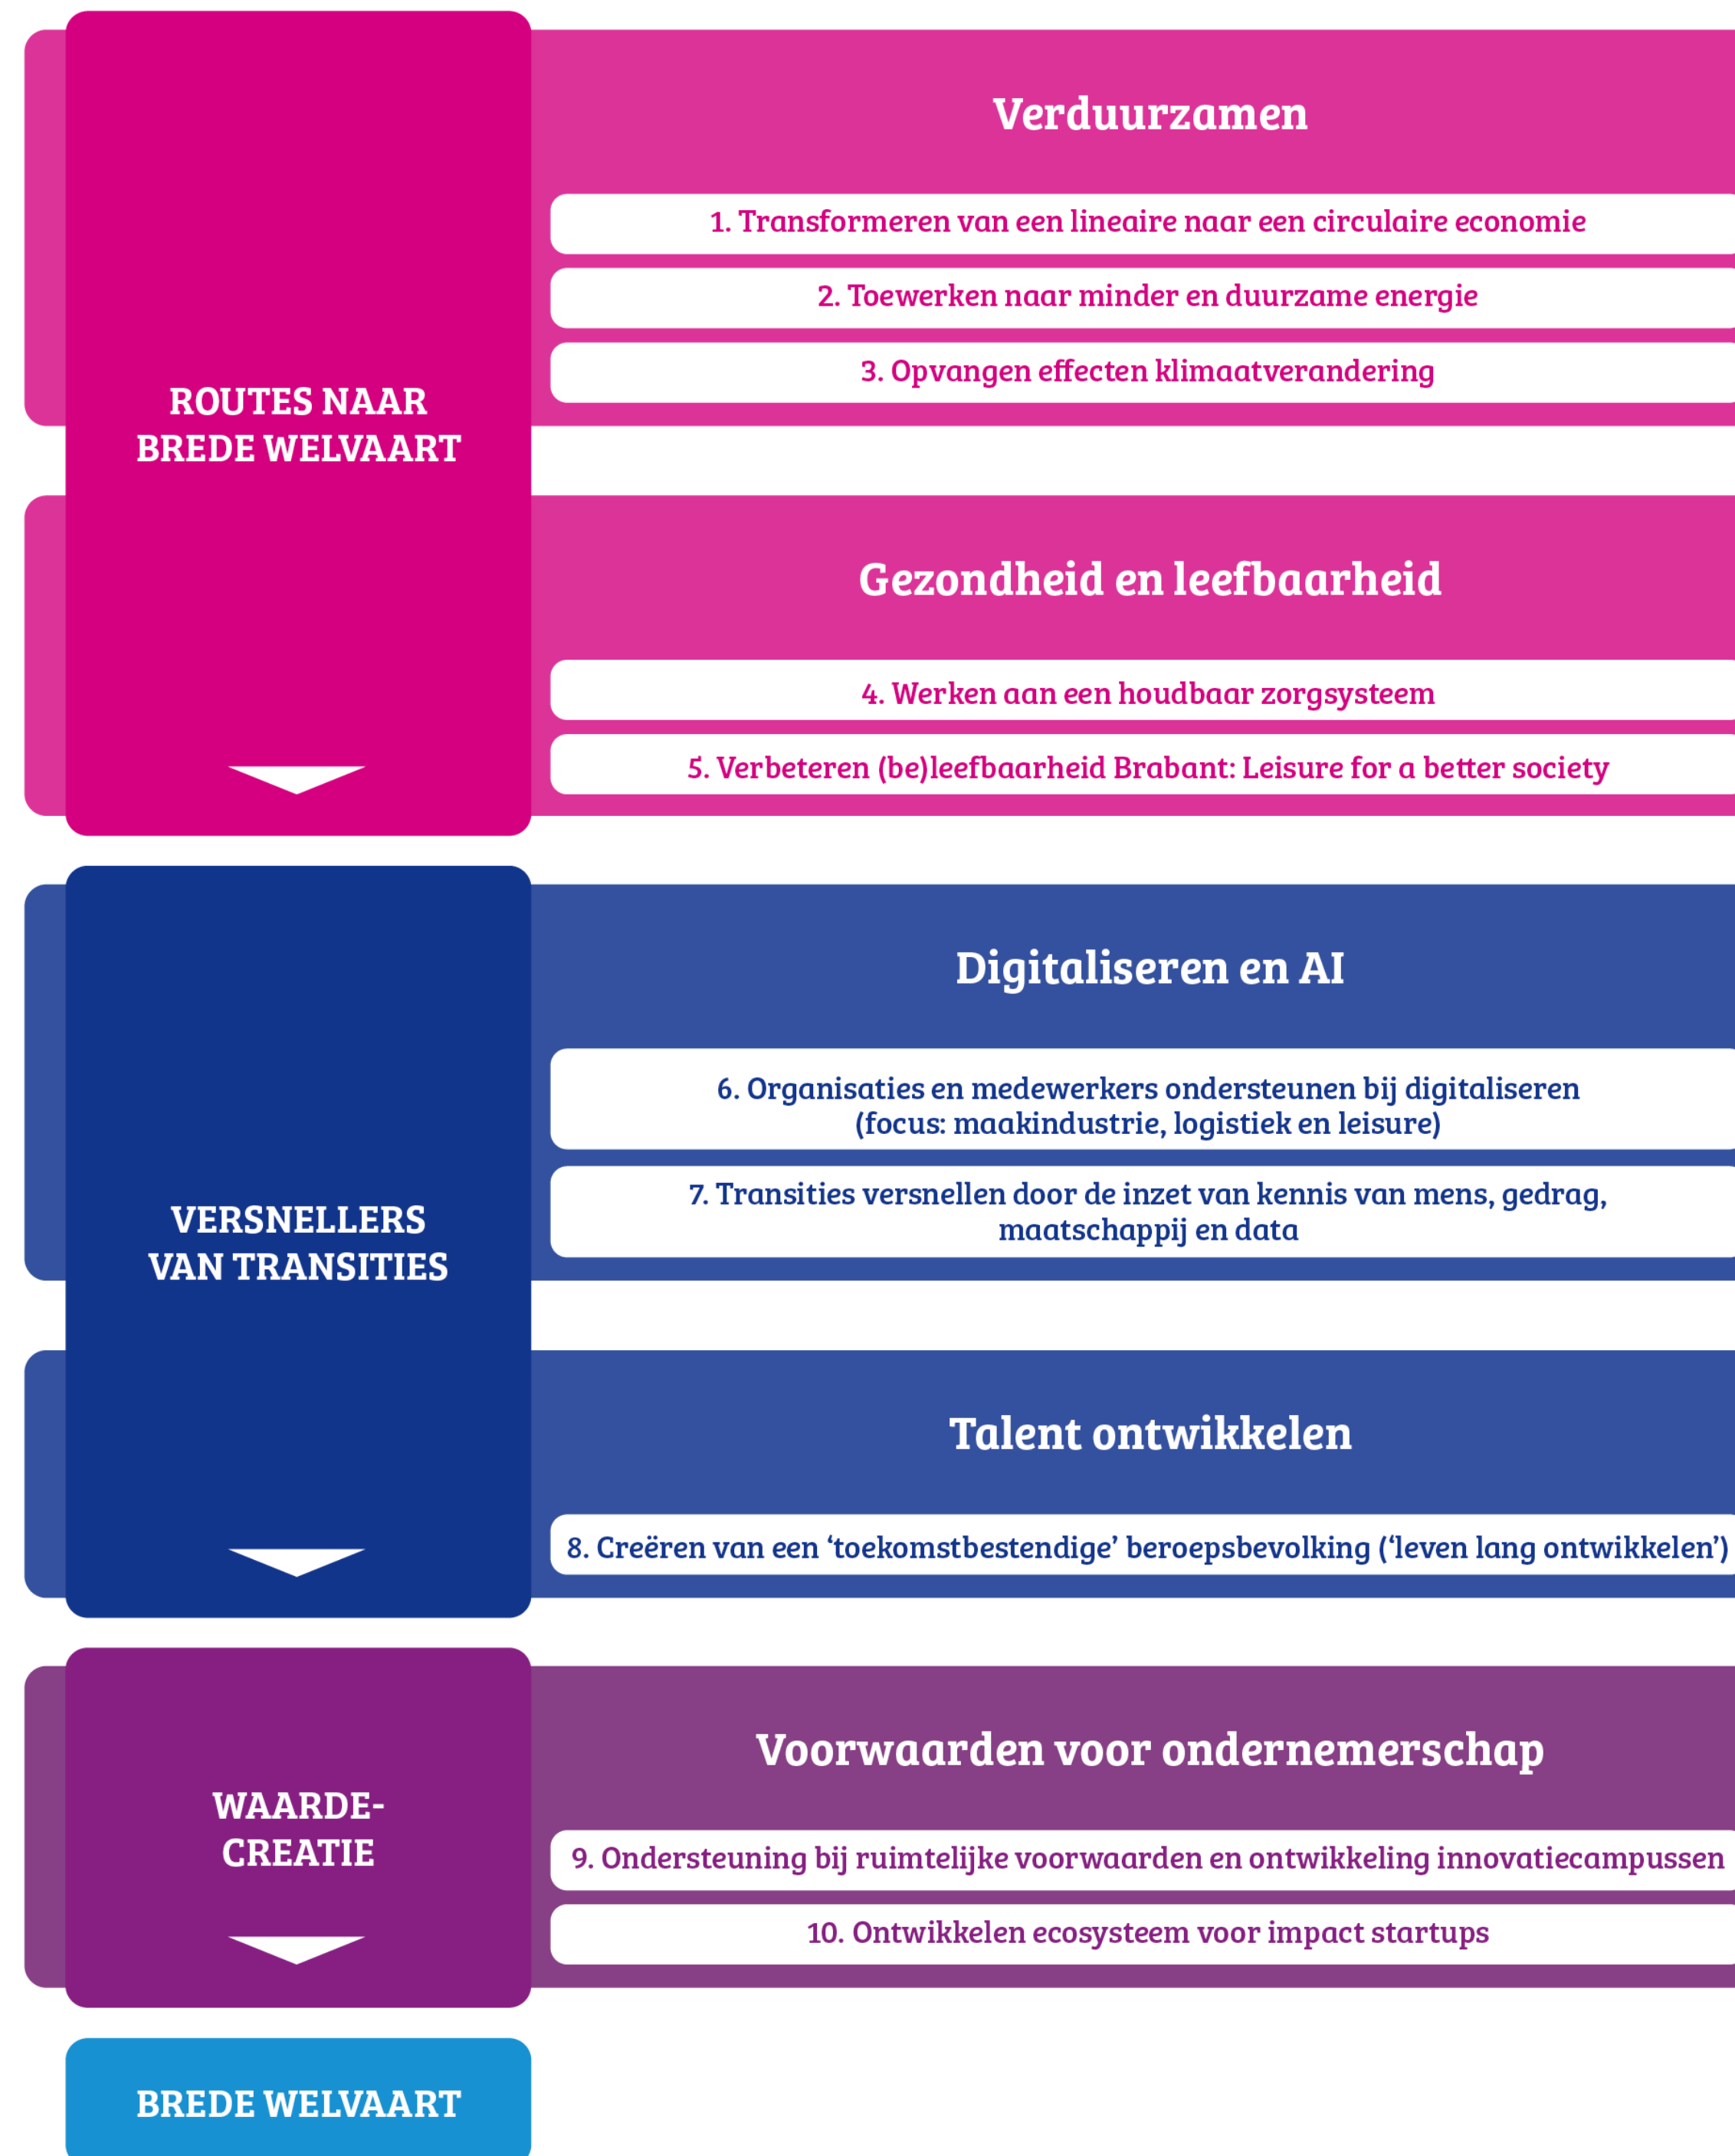 ROUTES NAAR
BREDE WELVAART
Verduurzamen
1. Transformeren van een lineaire naar een circulaire economie
2. Toewerken naar minder en duurzame energie
3. Opvangen effecten klimaatverandering
Gezondheid en leefbaarheid
4. Werken aan een houdbaar zorgsysteem
5. Verbeteren (be)leefbaarheid Brabant: Leisure for a better society
VERSNELLERS
VAN TRANSITIES
Digitaliseren en AI
6. Organisaties en medewerkers ondersteunen bij digitaliseren
(focus: maakindustrie, logistiek en leisure)
7. Transities versnellen door de inzet van kennis van mens, gedrag,
maatschappij en data
Talent ontwikkelen
8. Creëren van een ‘toekomstbestendige’ beroepsbevolking (‘leven lang ontwikkelen’)
WAARDE-
CREATIE
Voorwaarden voor ondernemerschap
9. Ondersteuning bij ruimtelijke voorwaarden en ontwikkeling innovatiecampussen
10. Ontwikkelen ecosysteem voor impact startups
BREDE WELVAART